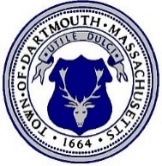 TOWN·OF·DARTMOUTH·MASSACHUSETTS·
UTILE DULCI
·1664·